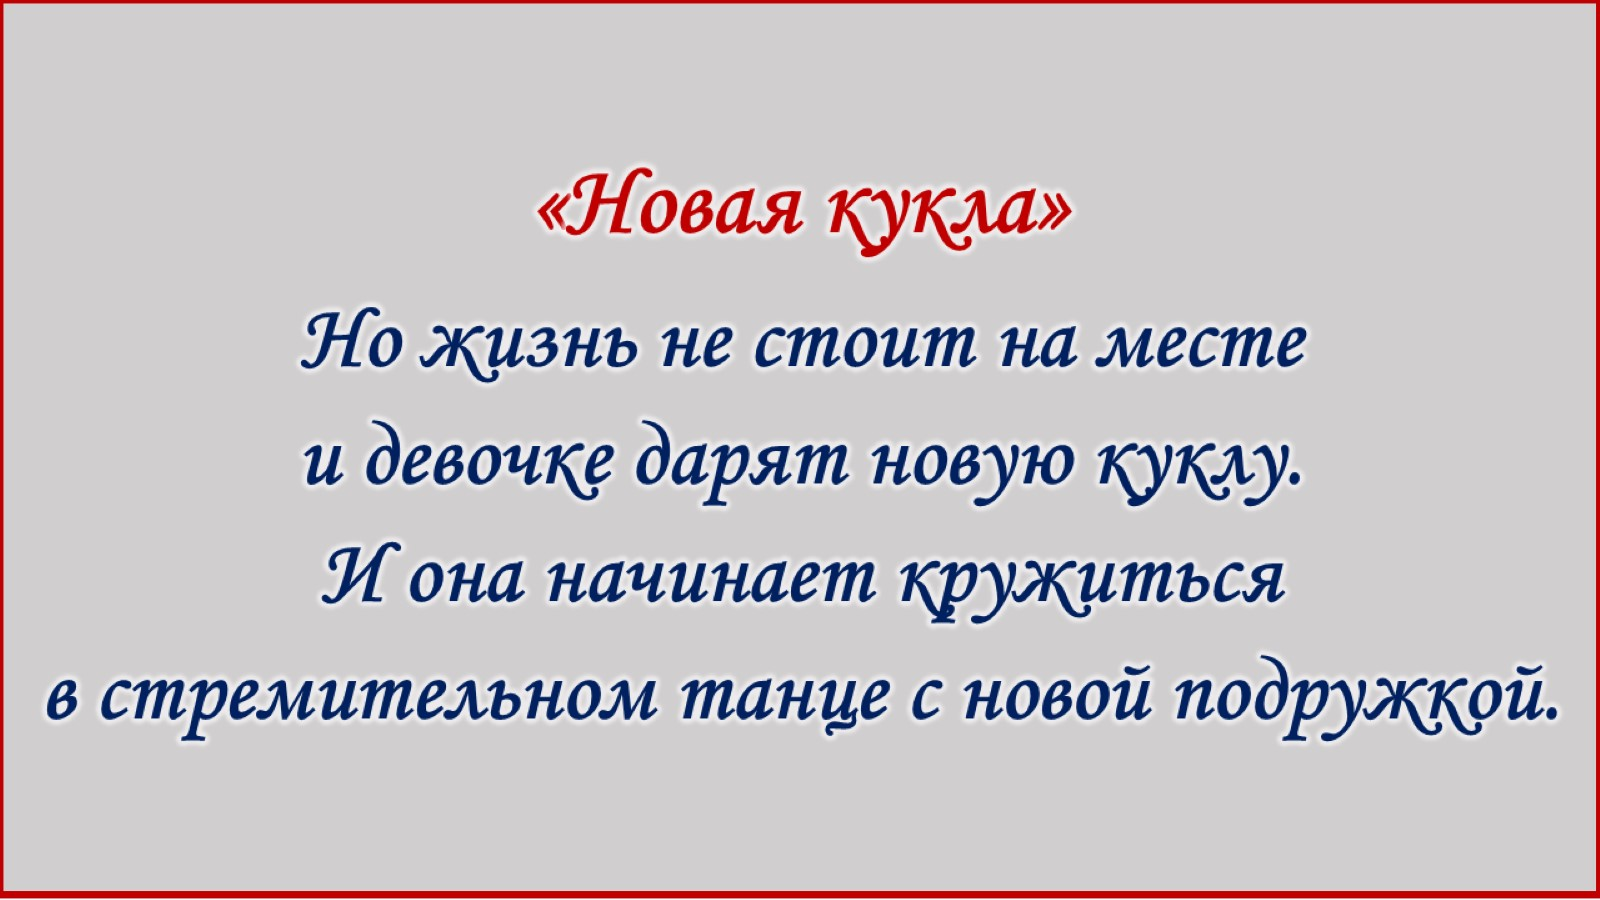 «Новая кукла»
Но жизнь не стоит на месте
и девочке дарят новую куклу.
И она начинает кружиться
в стремительном танце с новой подружкой.